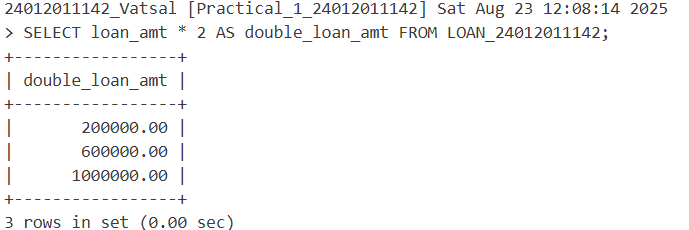 24012011142_Vatsal [Practical_1_24012011142] Sat Aug 23 12:08:14 2025
> SELECT loan_amt * 2 AS double_loan_amt FROM LOAN_24012011142;
+-----------------+
| double_loan_amt |
+-----------------+
|       200000.00 |
|       600000.00 |
|      1000000.00 |
+-----------------+
3 rows in set (0.00 sec)